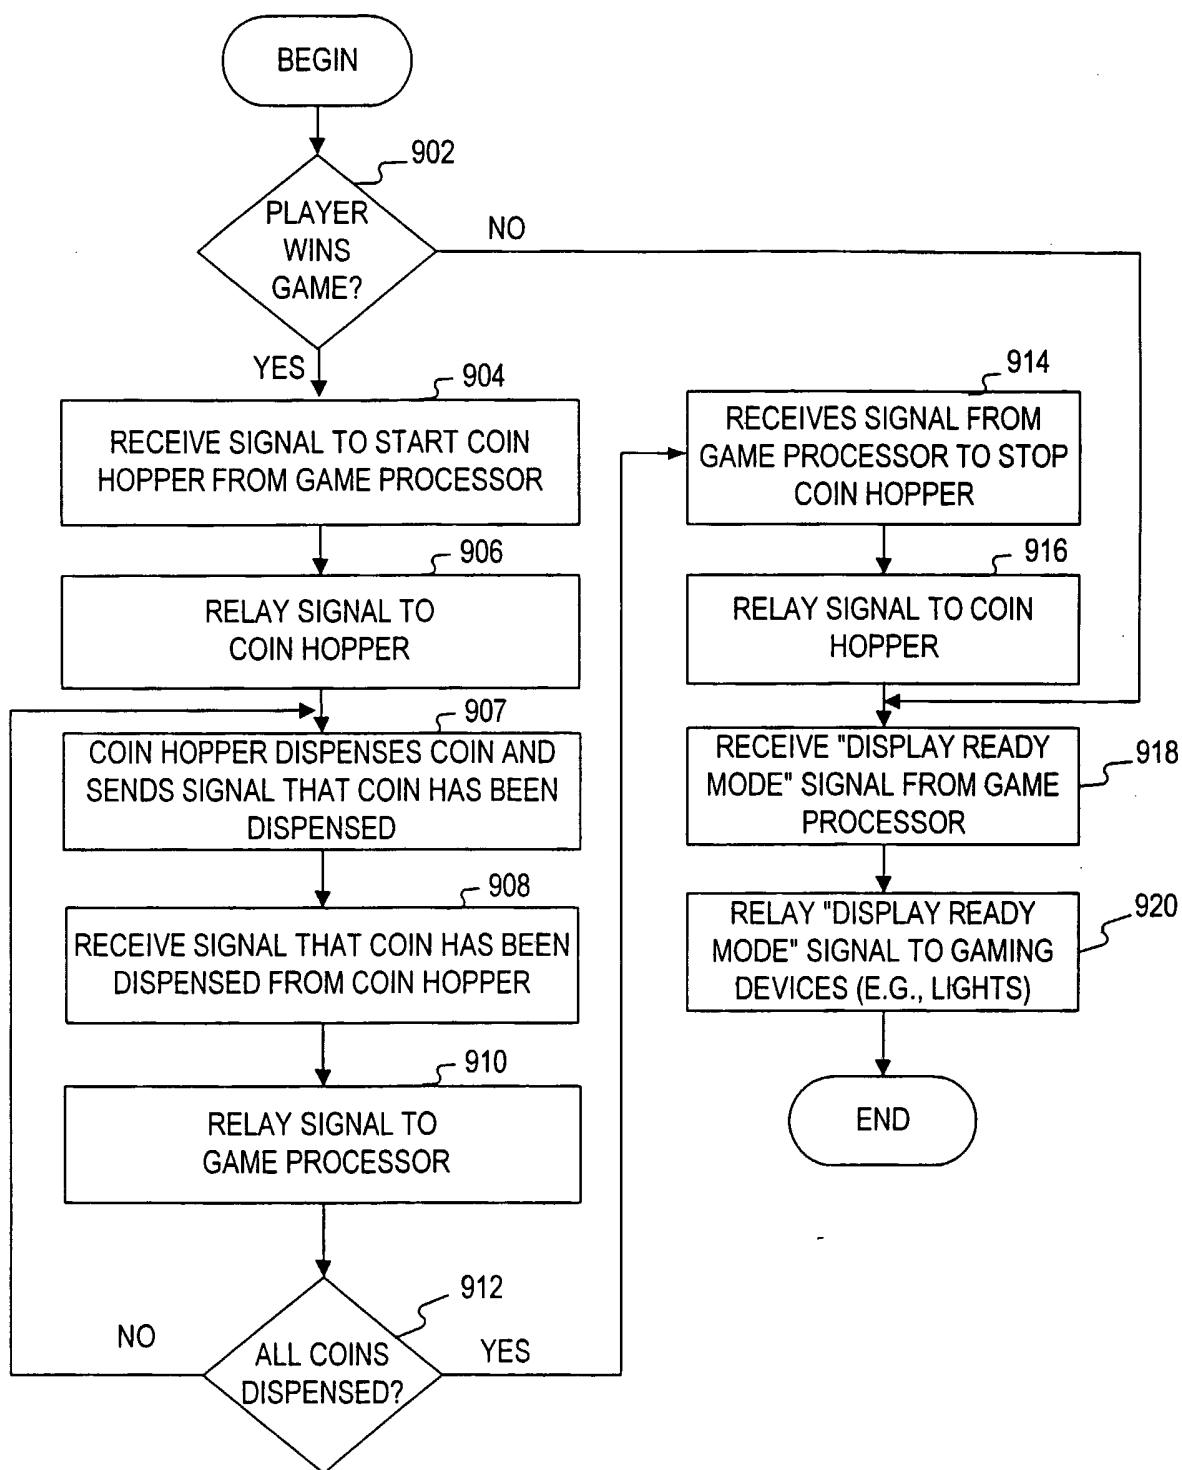 BEGIN
902
PLAYER
WINS
GAME?
NO
YES
904
RECEIVE SIGNAL TO START COIN
HOPPER FROM GAME PROCESSOR
906
RELAY SIGNAL TO
COIN HOPPER
907
COIN HOPPER DISPENSES COIN AND
SENDS SIGNAL THAT COIN HAS BEEN
DISPENSED
908
RECEIVE SIGNAL THAT COIN HAS BEEN
DISPENSED FROM COIN HOPPER
910
RELAY SIGNAL TO
GAME PROCESSOR
912
ALL COINS
DISPENSED?
NO
YES
914
RECEIVES SIGNAL FROM
GAME PROCESSOR TO STOP
COIN HOPPER
916
RELAY SIGNAL TO COIN
HOPPER
918
RECEIVE "DISPLAY READY
MODE" SIGNAL FROM GAME
PROCESSOR
920
RELAY "DISPLAY READY
MODE" SIGNAL TO GAMING
DEVICES (E.G., LIGHTS)
END